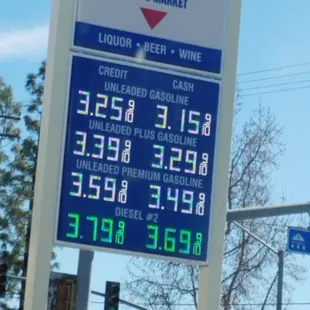 MARKET
LIQUOR • BEER • WINE
CREDIT CASH
UNLEADED GASOLINE
3.25 9/10 3.15 9/10
UNLEADED PLUS GASOLINE
3.39 9/10 3.29 9/10
UNLEADED PREMIUM GASOLINE
3.59 9/10 3.49 9/10
DIESEL #2
3.79 9/10 3.69 9/10